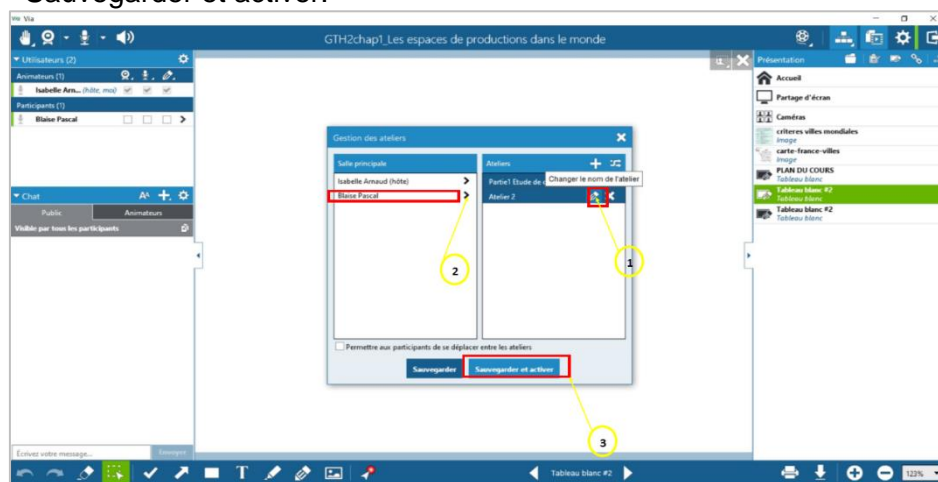 Sauvegarder et activer.
Via
GTH2chap1_Les espaces de productions dans le monde
Utilisateurs (2)
Animateurs (1)
Isabelle Arn... (hôte, moi)
Participants (1)
Blaise Pascal
Chat
Public
Animateurs
Visible par tous les participants
Écrivez votre message...
Envoyer
Gestion des ateliers
Salle principale
Isabelle Arnaud (hôte)
Blaise Pascal
Ateliers
Partie1 Etude de
Changer le nom de l'atelier
Atelier 2
1
2
Permettre aux participants de se déplacer entre les ateliers
Sauvegarder
Sauvegarder et activer
3
Présentation
Accueil
Partage d'écran
Caméras
criteres villes mondiales
Image
carte-france-villes
Image
PLAN DU COURS
Tableau blanc
Tableau blanc #2
Tableau blanc
Tableau blanc #2
Tableau blanc
T
Tableau blanc #2
123%